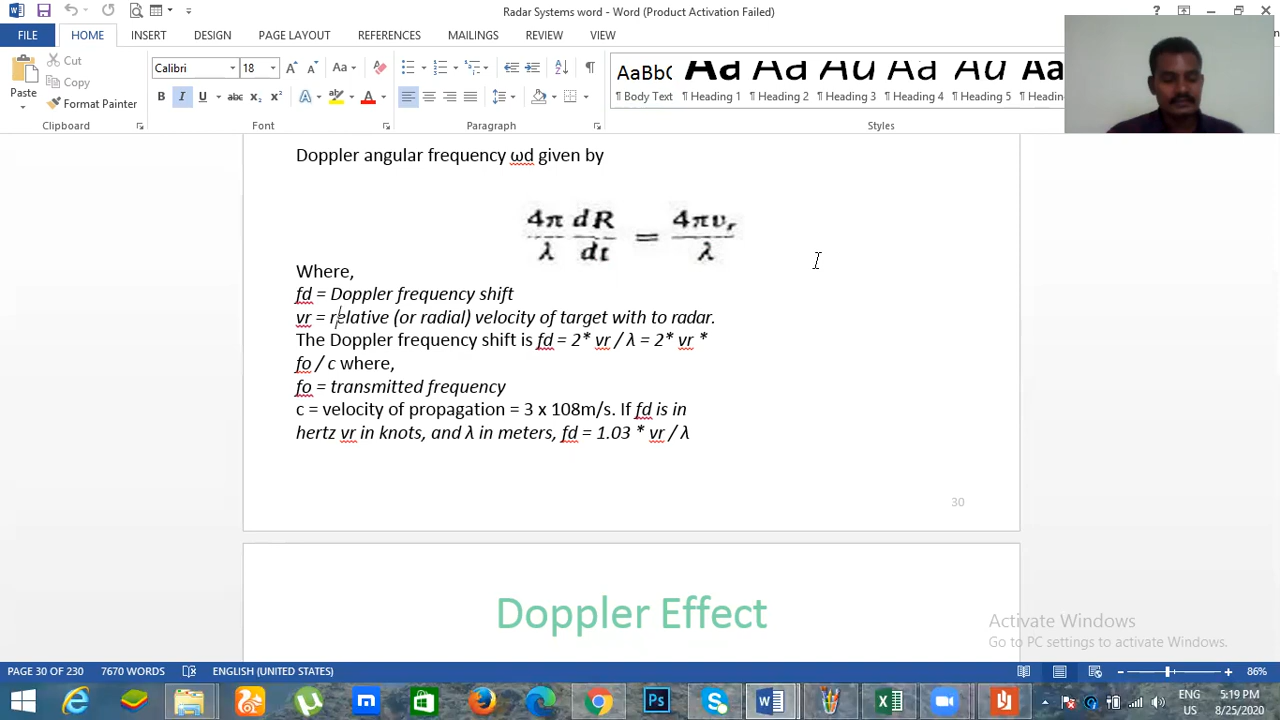 Radar Systems word - Word (Product Activation Failed)
FILE HOME INSERT DESIGN PAGE LAYOUT REFERENCES MAILINGS REVIEW VIEW
Cut
Copy
Format Painter
Paste
Calibri 18
AaBbC Aa Aa Au Aa Au Aa
¶ Body Text ¶ Heading 1 ¶ Heading 2 ¶ Heading 3 ¶ Heading 4 ¶ Heading 5 ¶ Headin
Clipboard Font Paragraph Styles
Doppler angular frequency ωd given by
4π/λ dR/dt = 4πvr/λ
Where,
fd = Doppler frequency shift
vr = relative (or radial) velocity of target with to radar.
The Doppler frequency shift is fd = 2* vr / λ = 2* vr *
fo / c where,
fo = transmitted frequency
c = velocity of propagation = 3 x 108m/s. If fd is in
hertz vr in knots, and λ in meters, fd = 1.03 * vr / λ
30
Doppler Effect
Activate Windows
Go to PC settings to activate Windows.
PAGE 30 OF 230 7670 WORDS ENGLISH (UNITED STATES) 86%
ENG 5:19 PM
US 8/25/2020